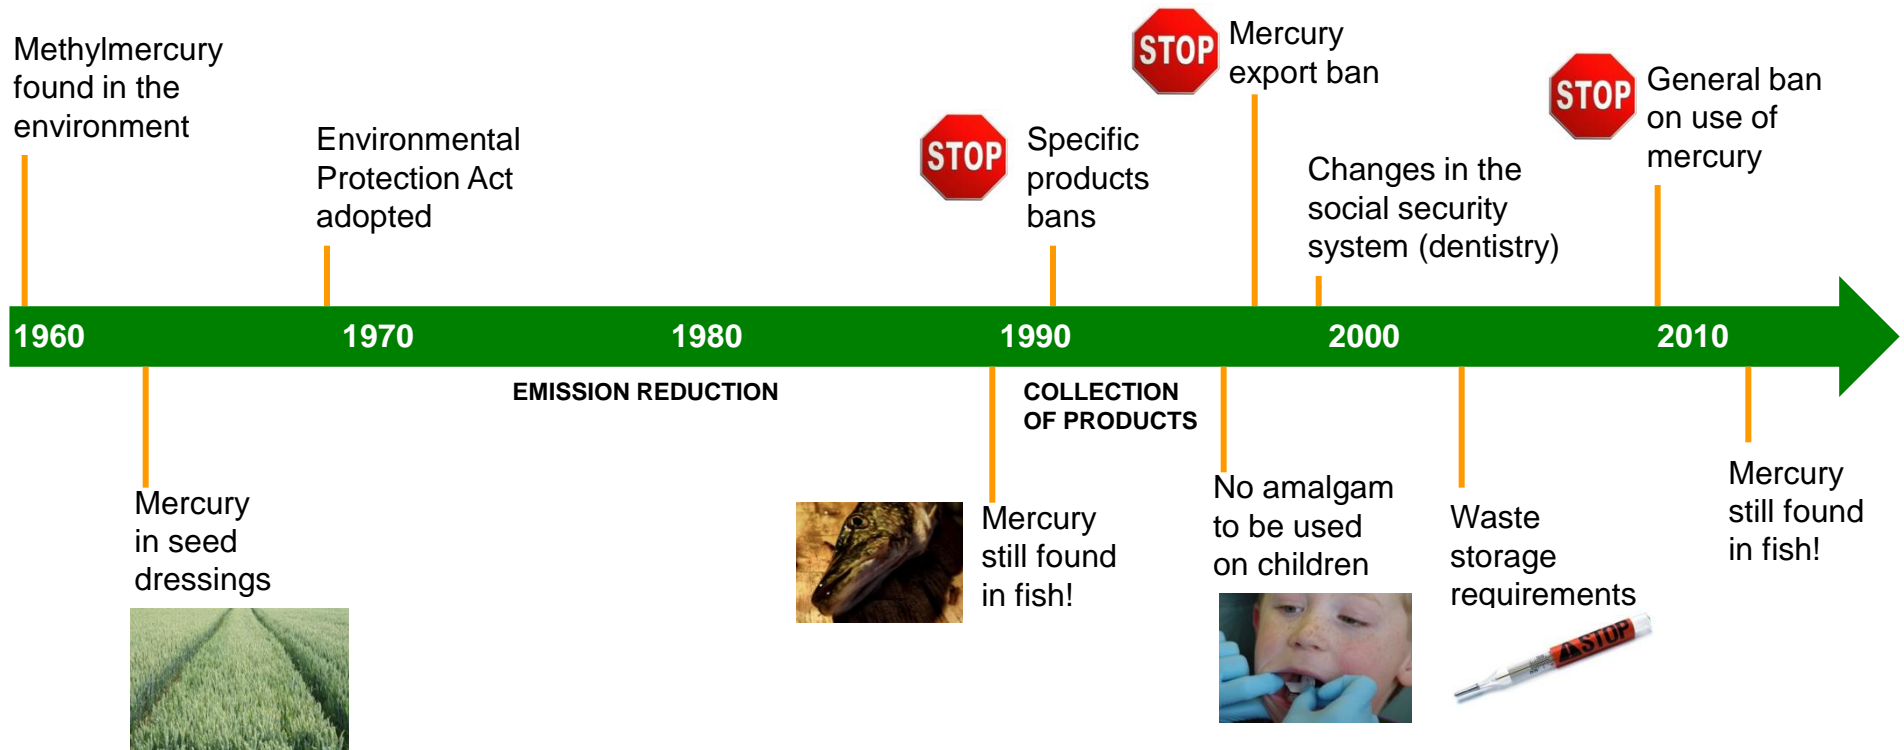 Methylmercury
found in the
environment
Environmental
Protection Act
adopted
STOP
Specific
products
bans
STOP
Mercury
export ban
Changes in the
social security
system (dentistry)
STOP
General ban
on use of
mercury
1960
1970
1980
1990
2000
2010
EMISSION REDUCTION
COLLECTION
OF PRODUCTS
Mercury
in seed
dressings
Mercury
still found
in fish!
No amalgam
to be used
on children
Waste
storage
requirements
STOP
Mercury
still found
in fish!